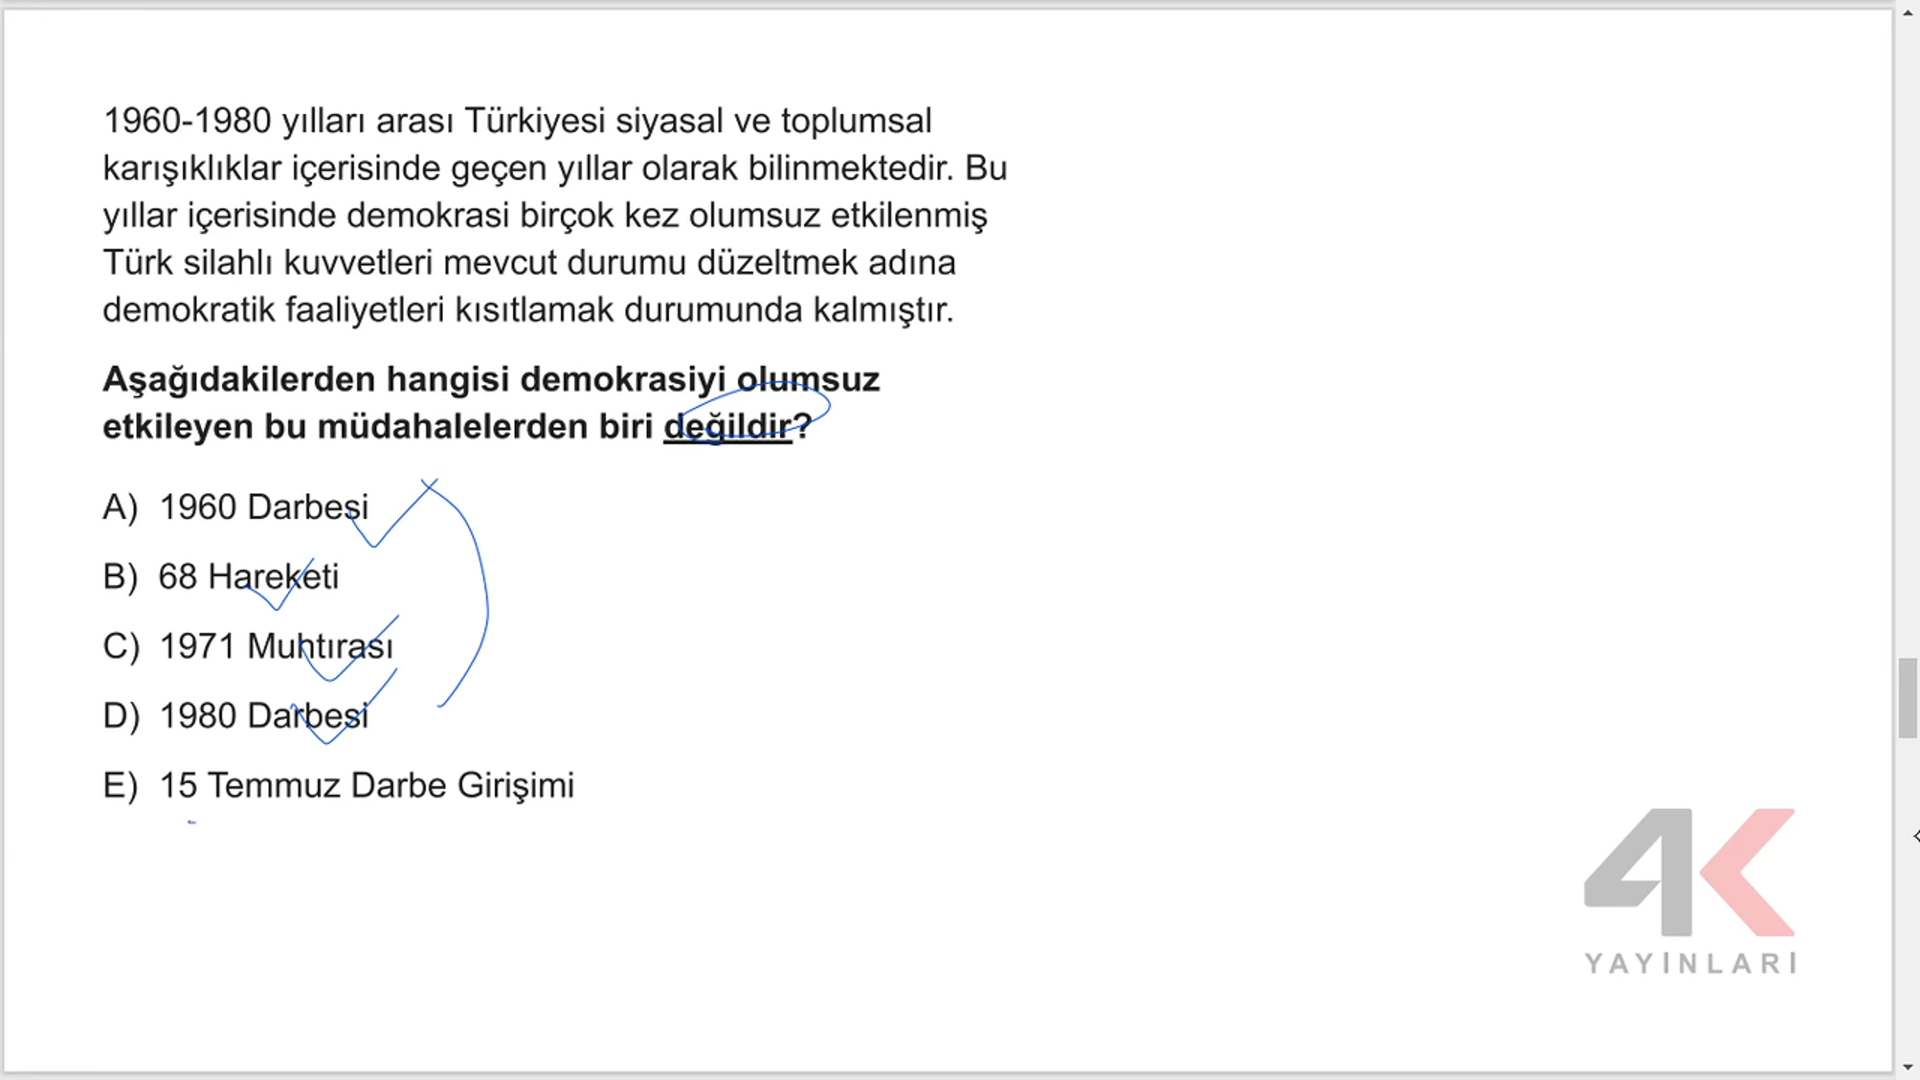 1960-1980 yılları arası Türkiyesi siyasal ve toplumsal
karışıklıklar içerisinde geçen yıllar olarak bilinmektedir. Bu
yıllar içerisinde demokrasi birçok kez olumsuz etkilenmiş
Türk silahlı kuvvetleri mevcut durumu düzeltmek adına
demokratik faaliyetleri kısıtlamak durumunda kalmıştır.
Aşağıdakilerden hangisi demokrasiyi olumsuz
etkileyen bu müdahalelerden biri değildir?
A) 1960 Darbesi
B) 68 Hareketi
C) 1971 Muhtırası
D) 1980 Darbesi
E) 15 Temmuz Darbe Girişimi
4K
YAYINLARI